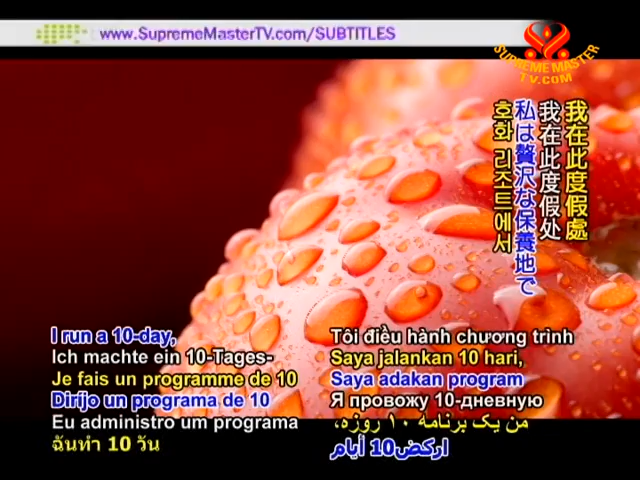 www.SupremeMasterTV.com/SUBTITLES
SUPREME MASTER
TV.COM
我在此度假處
我在此度假处
私は贅沢な保養地で
호화 리조트에서
I run a 10-day,
Ich machte ein 10-Tages-
Je fais un programme de 10
Diríjo un programa de 10
Eu administro um programa
ฉันทำ 10 วัน
Tôi điều hành chương trình
Saya jalankan 10 hari,
Saya adakan program
Я провожу 10-дневную
من یک برنامه ۱۰ روزه،
اركض10 أيام